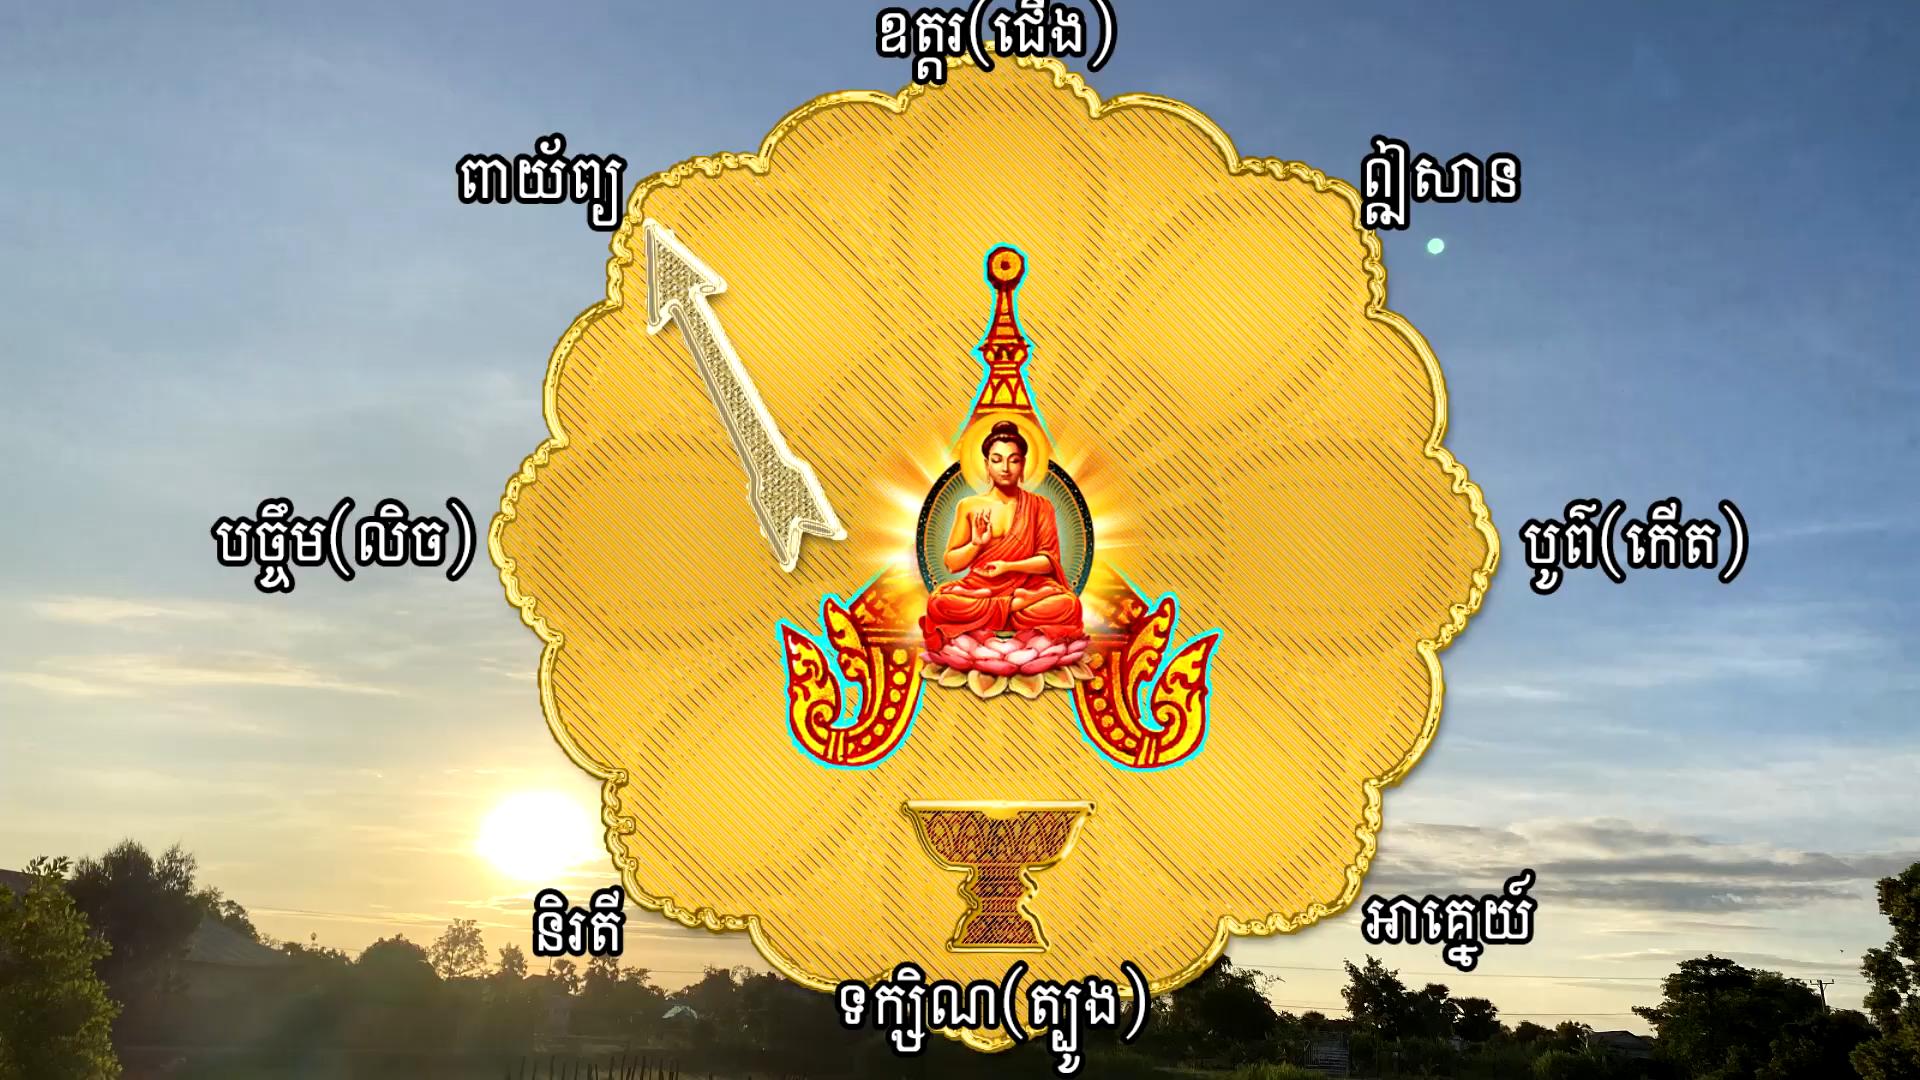 ឧត្តរ(ជើង)
ពាយ័ព្យ
ឦសាន
បច្ចឹម(លិច)
បូព៌(កើត)
និរតី
អាគ្នេយ៍
ទក្សិណ(ត្បូង)